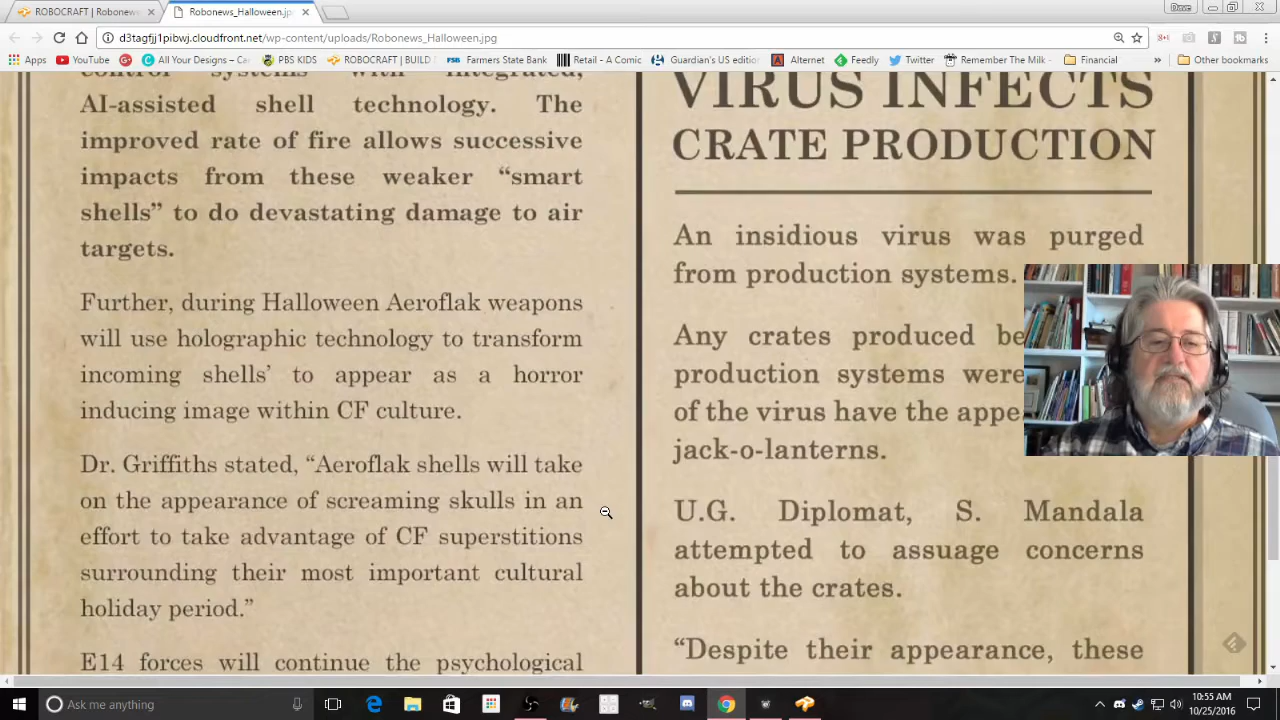 ROBOCRAFT | Robonews
Robonews_Halloween.jp
Dave
d3tagfjj1pibwj.cloudfront.net/wp-content/uploads/Robonews_Halloween.jpg
Apps
YouTube
All Your Designs – Ca
PBS KIDS
ROBOCRAFT | BUILD
Farmers State Bank
Retail - A Comic
Guardian's US edition
Alternet
Feedly
Twitter
Remember The Milk -
Financial
»
Other bookmarks
control systems with integrated,
AI-assisted shell technology. The
improved rate of fire allows successive
impacts from these weaker “smart
shells” to do devastating damage to air
targets.
Further, during Halloween Aeroflak weapons
will use holographic technology to transform
incoming shells’ to appear as a horror
inducing image within CF culture.
Dr. Griffiths stated, “Aeroflak shells will take
on the appearance of screaming skulls in an
effort to take advantage of CF superstitions
surrounding their most important cultural
holiday period.”
E14 forces will continue the psychological
VIRUS INFECTS
CRATE PRODUCTION
An insidious virus was purged
from production systems.
Any crates produced be
production systems were
of the virus have the appe
jack-o-lanterns.
U.G. Diplomat, S. Mandala
attempted to assuage concerns
about the crates.
“Despite their appearance, these
Ask me anything
10:55 AM
10/25/2016